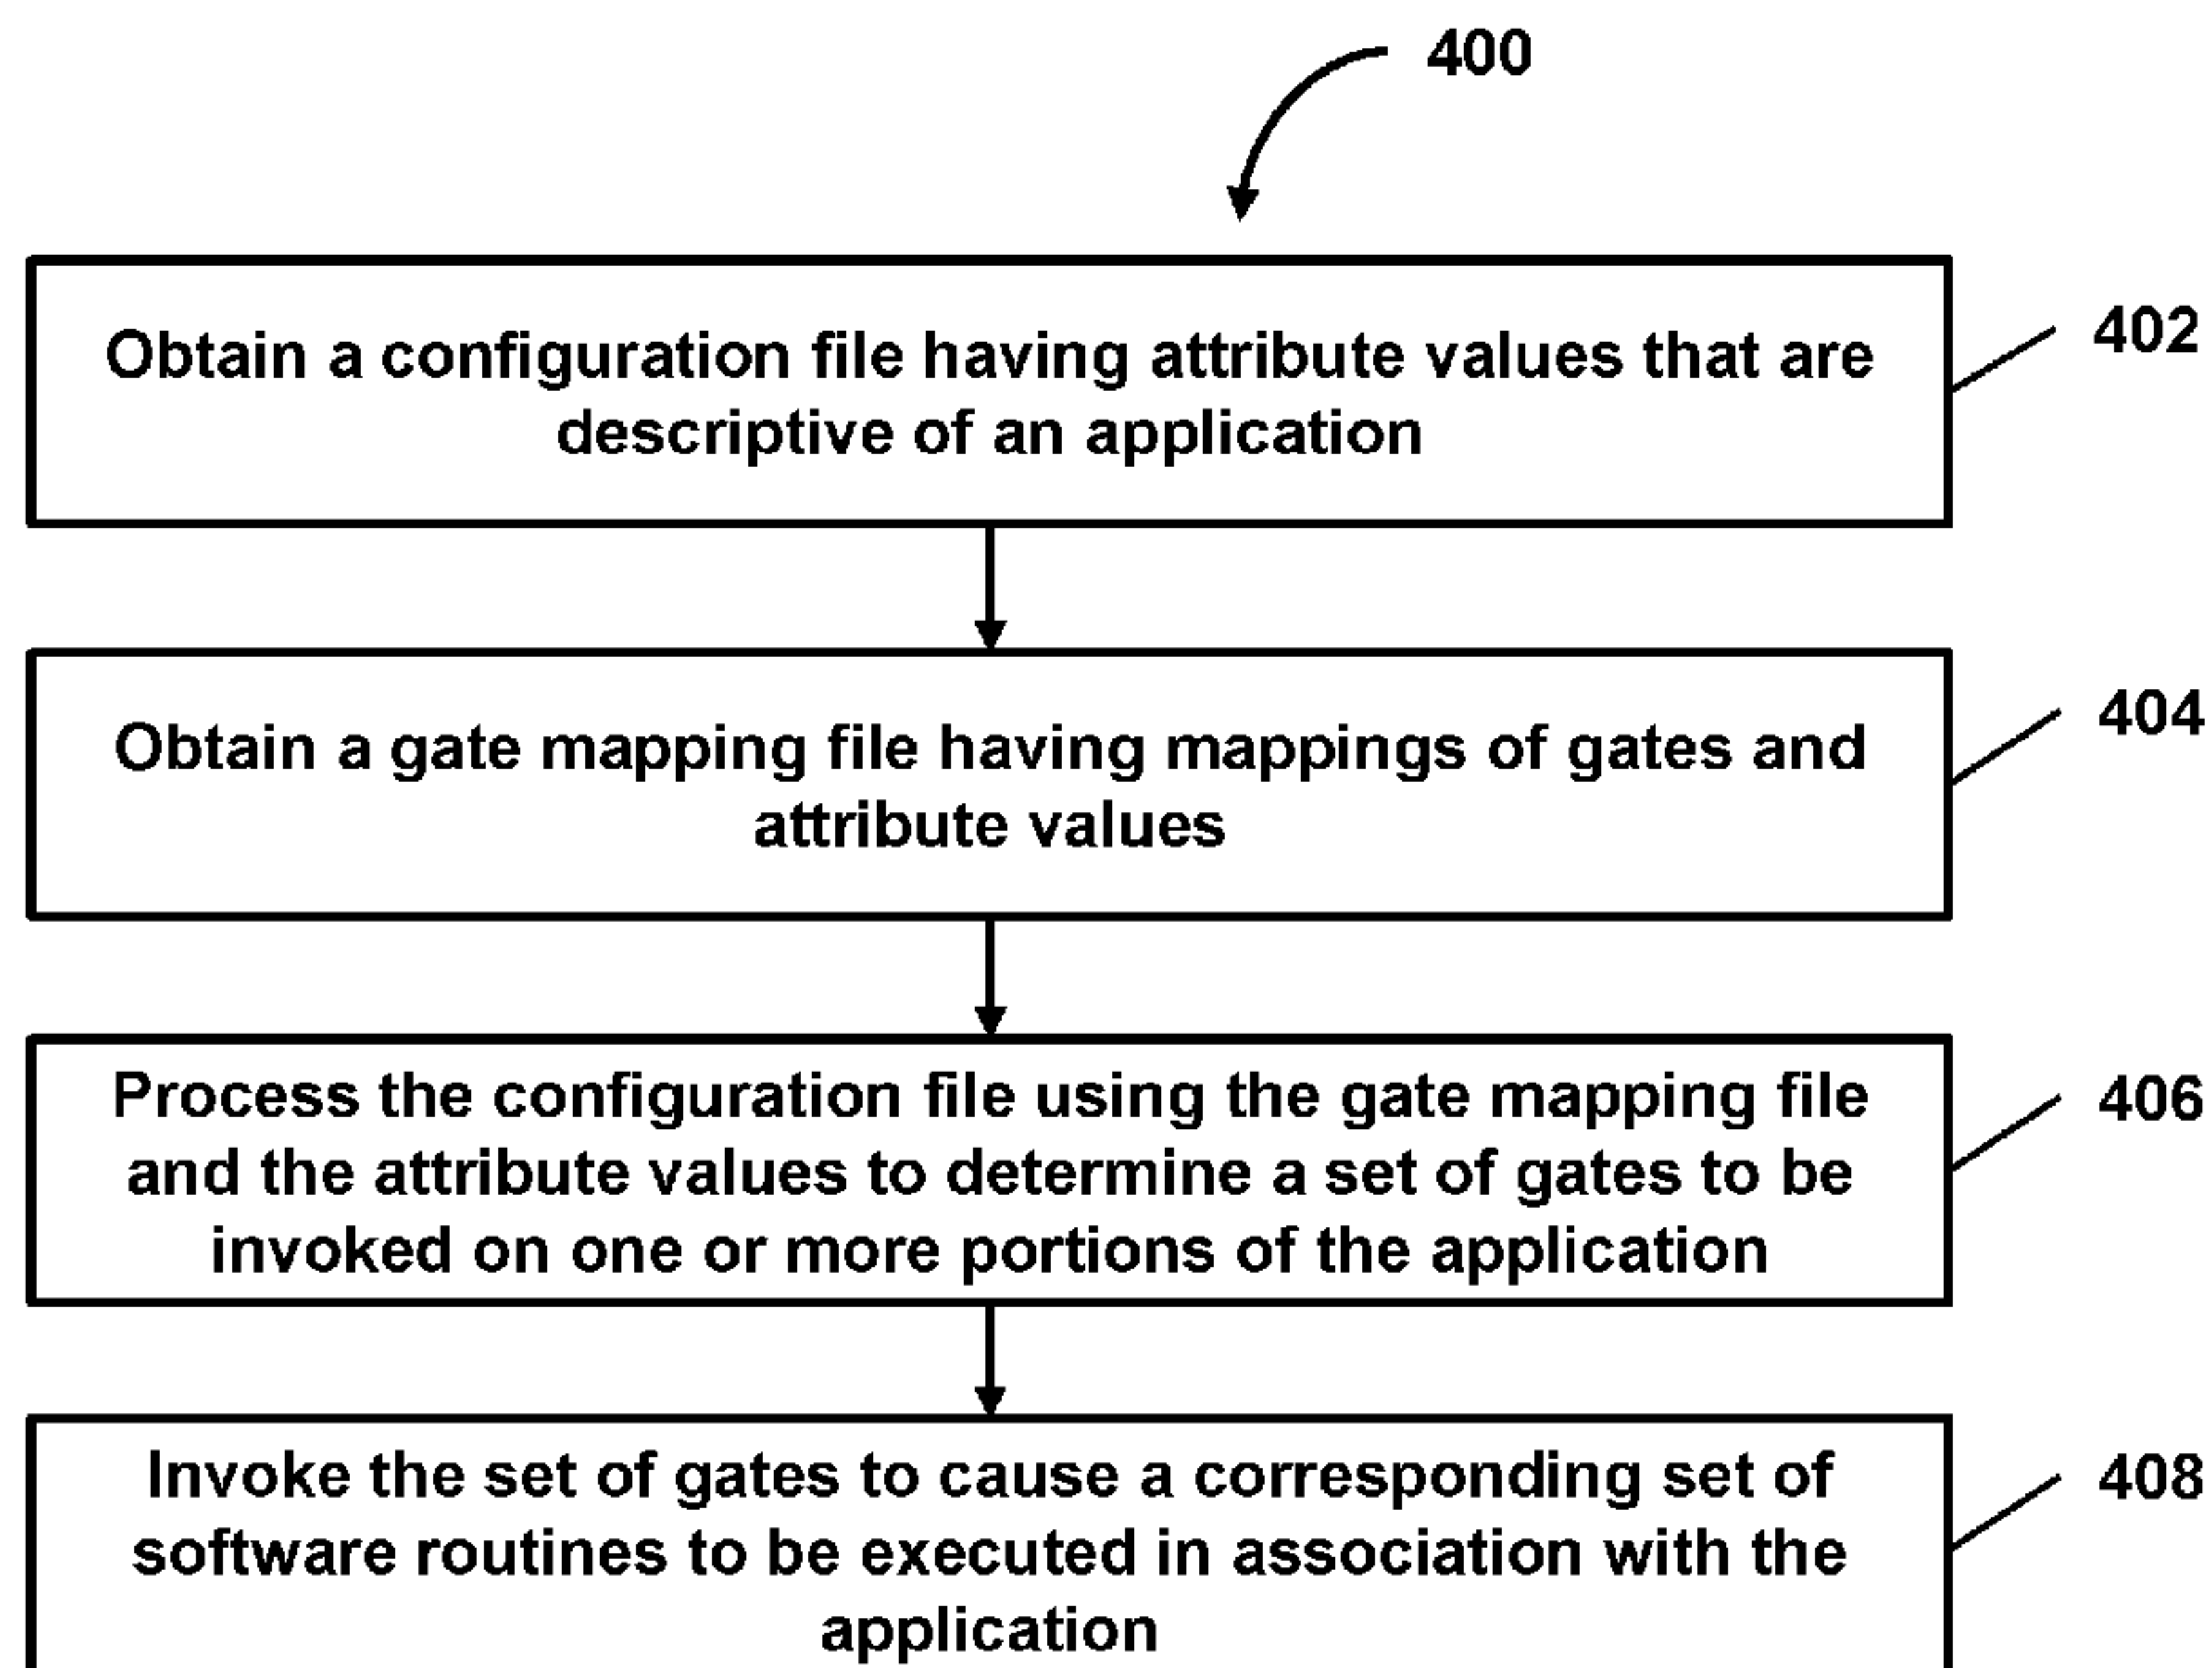 400
Obtain a configuration file having attribute values that are
descriptive of an application
402
Obtain a gate mapping file having mappings of gates and
attribute values
404
Process the configuration file using the gate mapping file
and the attribute values to determine a set of gates to be
invoked on one or more portions of the application
406
Invoke the set of gates to cause a corresponding set of
software routines to be executed in association with the
application
408